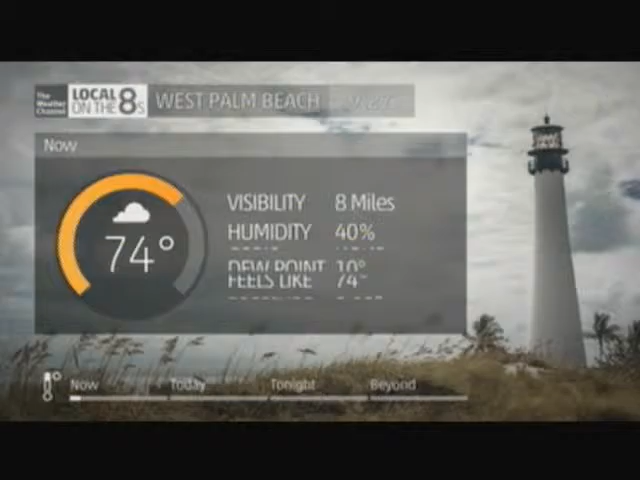 The Weather Channel
LOCAL ON THE 8s
WEST PALM BEACH
Now
74°
VISIBILITY 8 Miles
HUMIDITY 40%
DEW POINT 10°
FEELS LIKE 74°
Now Today Tonight Beyond